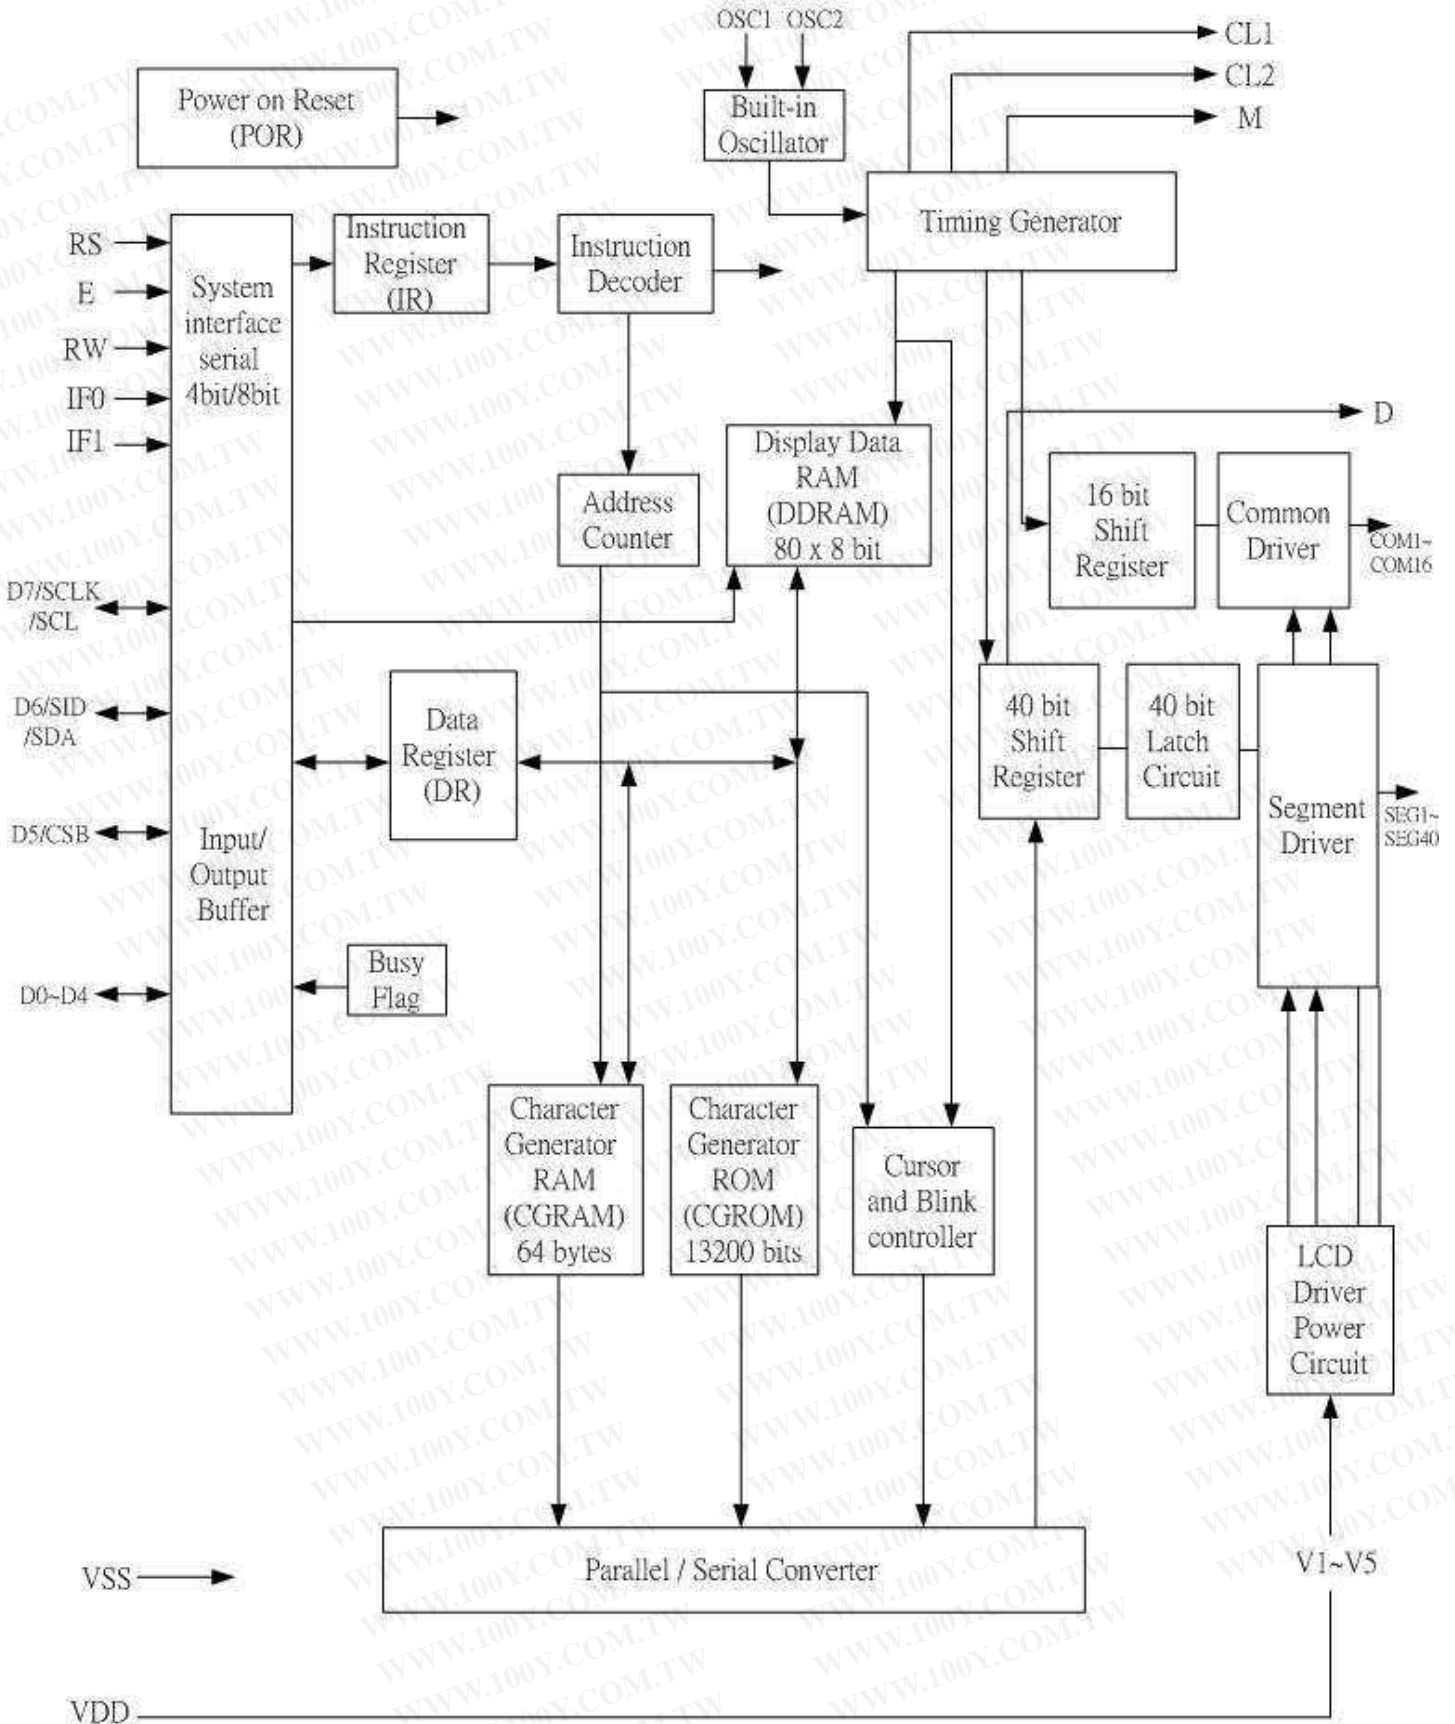 OSC1 OSC2
CL1
CL2
M
Power on Reset
(POR)
Built-in
Oscillator
Timing Generator
RS
E
RW
IF0
IF1
System
interface
serial
4bit/8bit
Instruction
Register
(IR)
Instruction
Decoder
D
Address
Counter
Display Data
RAM
(DDRAM)
80 x 8 bit
16 bit
Shift
Register
Common
Driver
COM1~
COM16
D7/SCLK
/SCL
D6/SID
/SDA
D5/CSB
D0~D4
Data
Register
(DR)
40 bit
Shift
Register
40 bit
Latch
Circuit
Segment
Driver
SEG1~
SEG40
Input/
Output
Buffer
Busy
Flag
Character
Generator
RAM
(CGRAM)
64 bytes
Character
Generator
ROM
(CGROM)
13200 bits
Cursor
and Blink
controller
LCD
Driver
Power
Circuit
Parallel / Serial Converter
VSS
V1~V5
VDD
WWW.100Y.COM.TW